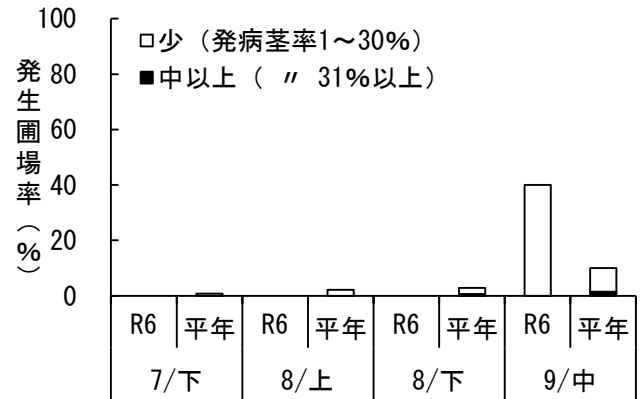 発生圃場率（%）
100
80
60
40
20
0
□少（発病茎率1～30%）
■中以上（ 〃 31%以上）
R6 平年 R6 平年 R6 平年 R6 平年
7/下 8/上 8/下 9/中